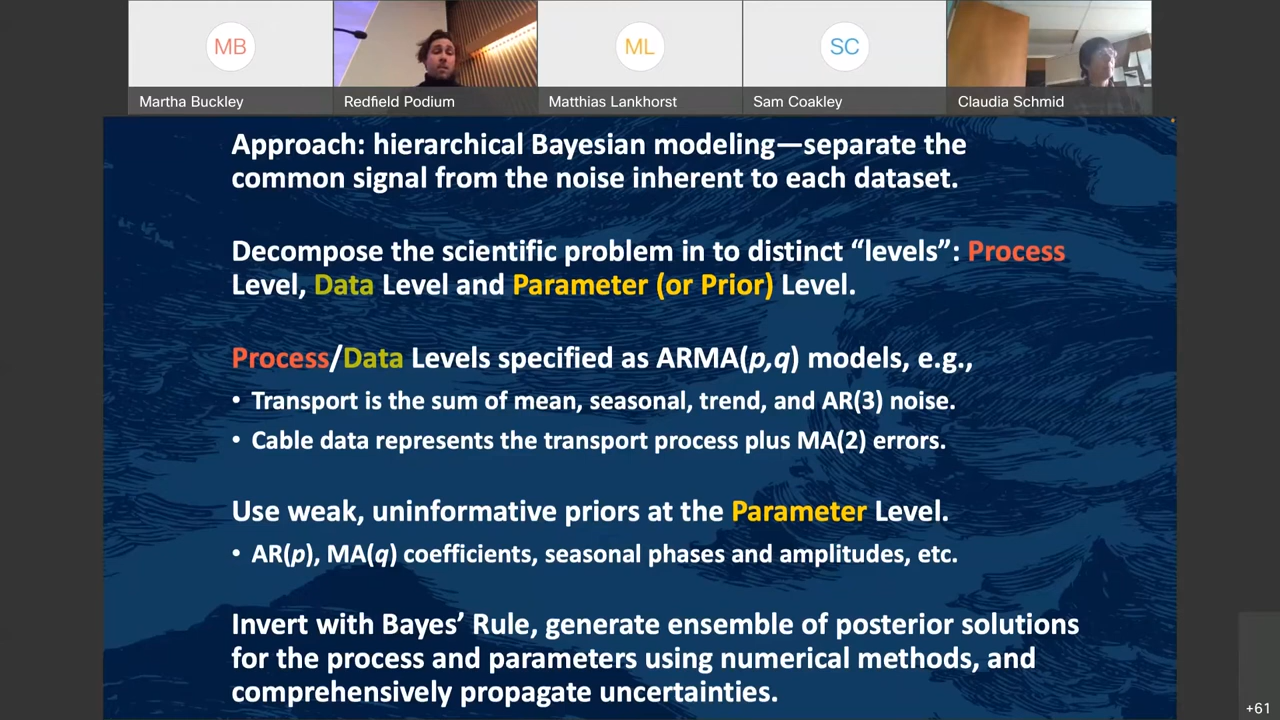 MB
ML
SC
Martha Buckley
Redfield Podium
Matthias Lankhorst
Sam Coakley
Claudia Schmid
Approach: hierarchical Bayesian modeling—separate the
common signal from the noise inherent to each dataset.
Decompose the scientific problem in to distinct “levels”: Process
Level, Data Level and Parameter (or Prior) Level.
Process/Data Levels specified as ARMA(p,q) models, e.g.,
• Transport is the sum of mean, seasonal, trend, and AR(3) noise.
• Cable data represents the transport process plus MA(2) errors.
Use weak, uninformative priors at the Parameter Level.
• AR(p), MA(q) coefficients, seasonal phases and amplitudes, etc.
Invert with Bayes’ Rule, generate ensemble of posterior solutions
for the process and parameters using numerical methods, and
comprehensively propagate uncertainties.
+61